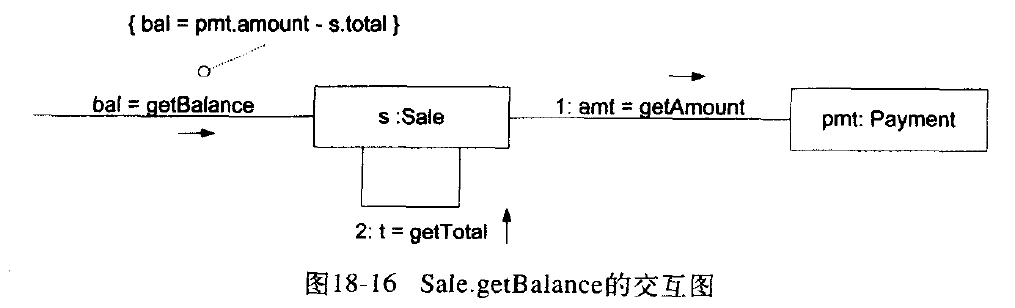 { bal = pmt.amount - s.total }
bal = getBalance
s :Sale
1: amt = getAmount
pmt: Payment
2: t = getTotal
图18-16 Sale.getBalance的交互图